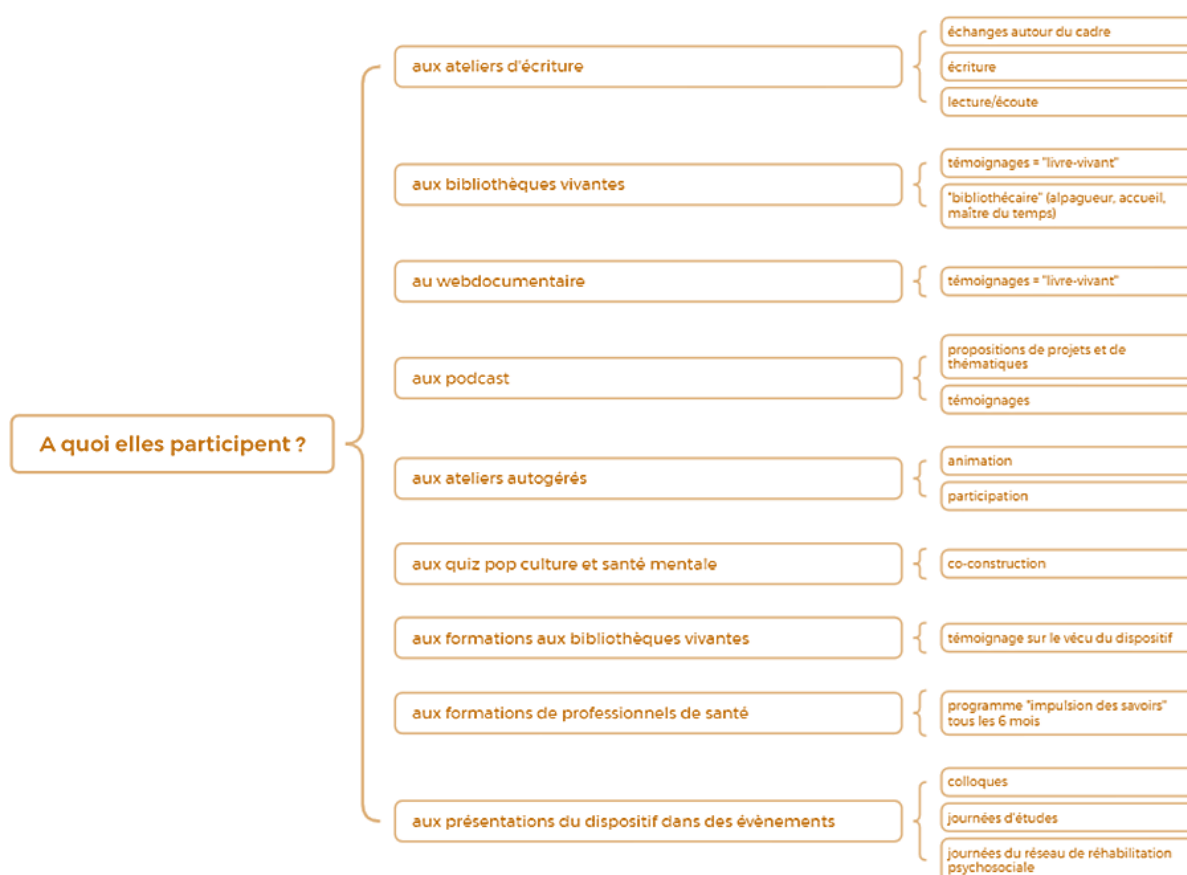 A quoi elles participent ?
aux ateliers d'écriture
échanges autour du cadre
écriture
lecture/écoute
aux bibliothèques vivantes
témoignages = "livre-vivant"
"bibliothécaire" (alpagueur, accueil,
maître du temps)
au webdocumentaire
témoignages = "livre-vivant"
aux podcast
propositions de projets et de
thématiques
témoignages
aux ateliers autogérés
animation
participation
aux quiz pop culture et santé mentale
co-construction
aux formations aux bibliothèques vivantes
témoignage sur le vécu du dispositif
aux formations de professionnels de santé
programme "impulsion des savoirs"
tous les 6 mois
aux présentations du dispositif dans des évènements
colloques
journées d'études
journées du réseau de réhabilitation
psychosociale